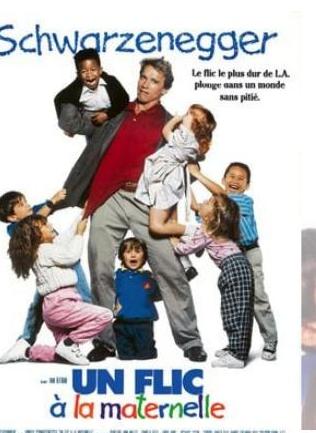 Schwarzenegger
Le flic le plus dur de L.A.
plonge dans un monde
sans pitié.
UN FLIC
à la maternelle